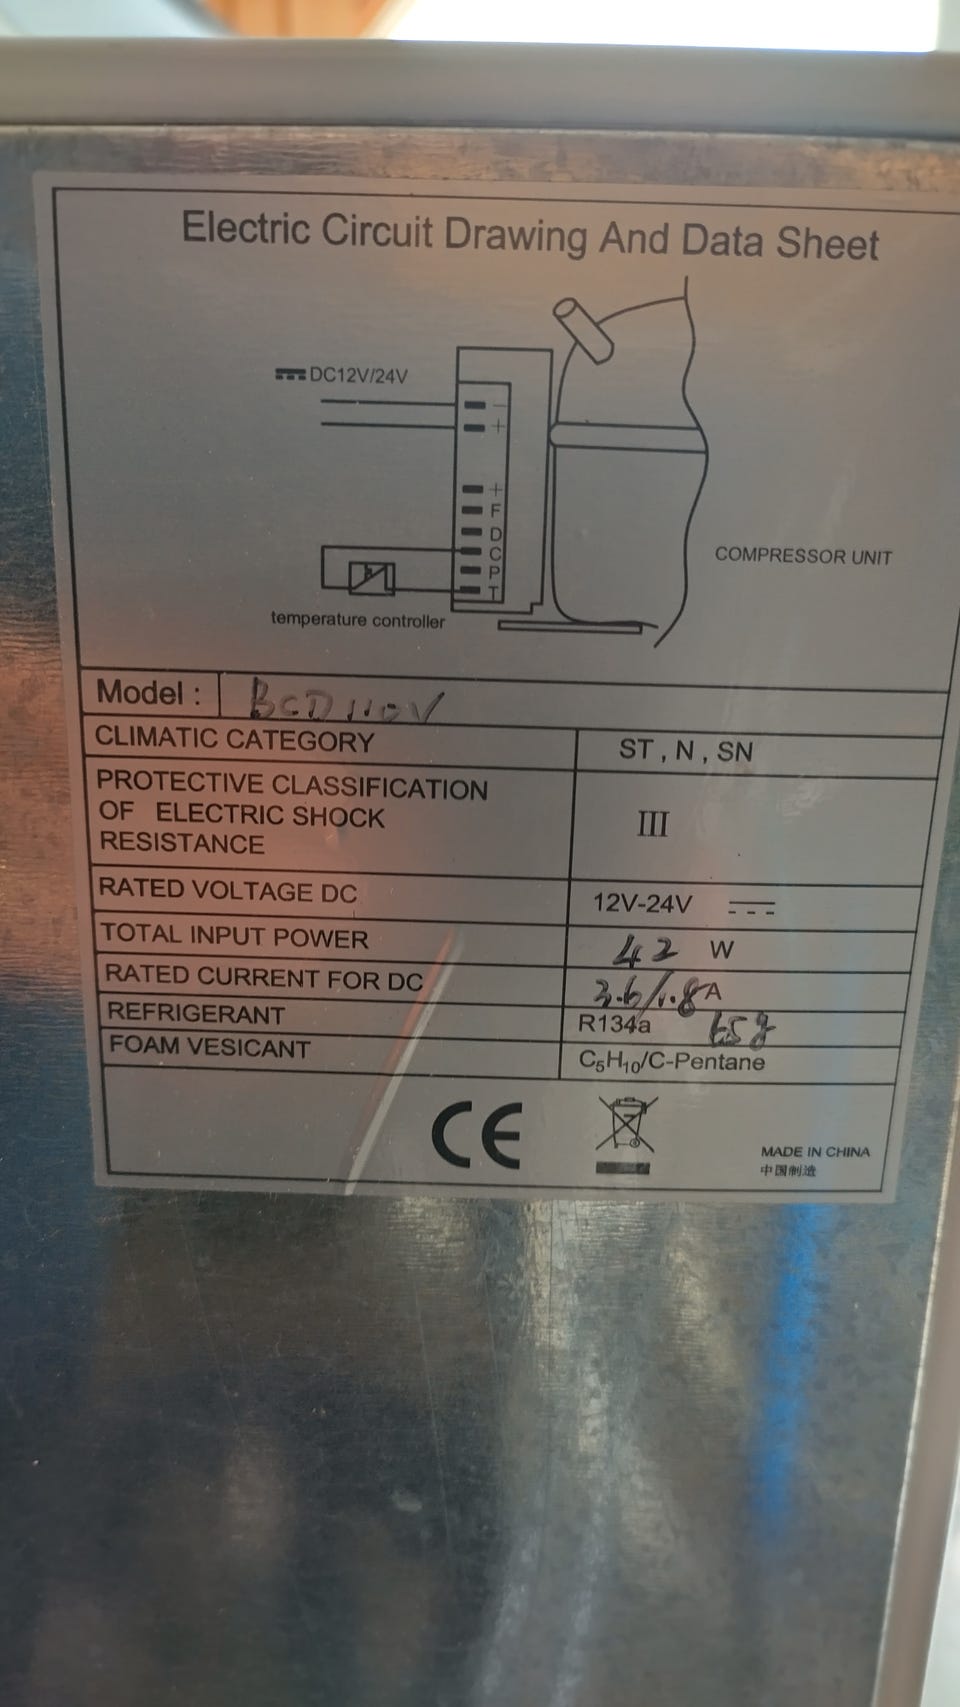 Electric Circuit Drawing And Data Sheet
DC12V/24V
−
+
+
F
D
C
P
T
COMPRESSOR UNIT
temperature controller
Model : BCD110V
CLIMATIC CATEGORY ST , N , SN
PROTECTIVE CLASSIFICATION
OF ELECTRIC SHOCK
RESISTANCE
III
RATED VOLTAGE DC 12V-24V
TOTAL INPUT POWER 42 W
RATED CURRENT FOR DC 3.6/1.8A
REFRIGERANT R134a 65g
FOAM VESICANT C₅H₁₀/C-Pentane
CE
MADE IN CHINA
中国制造